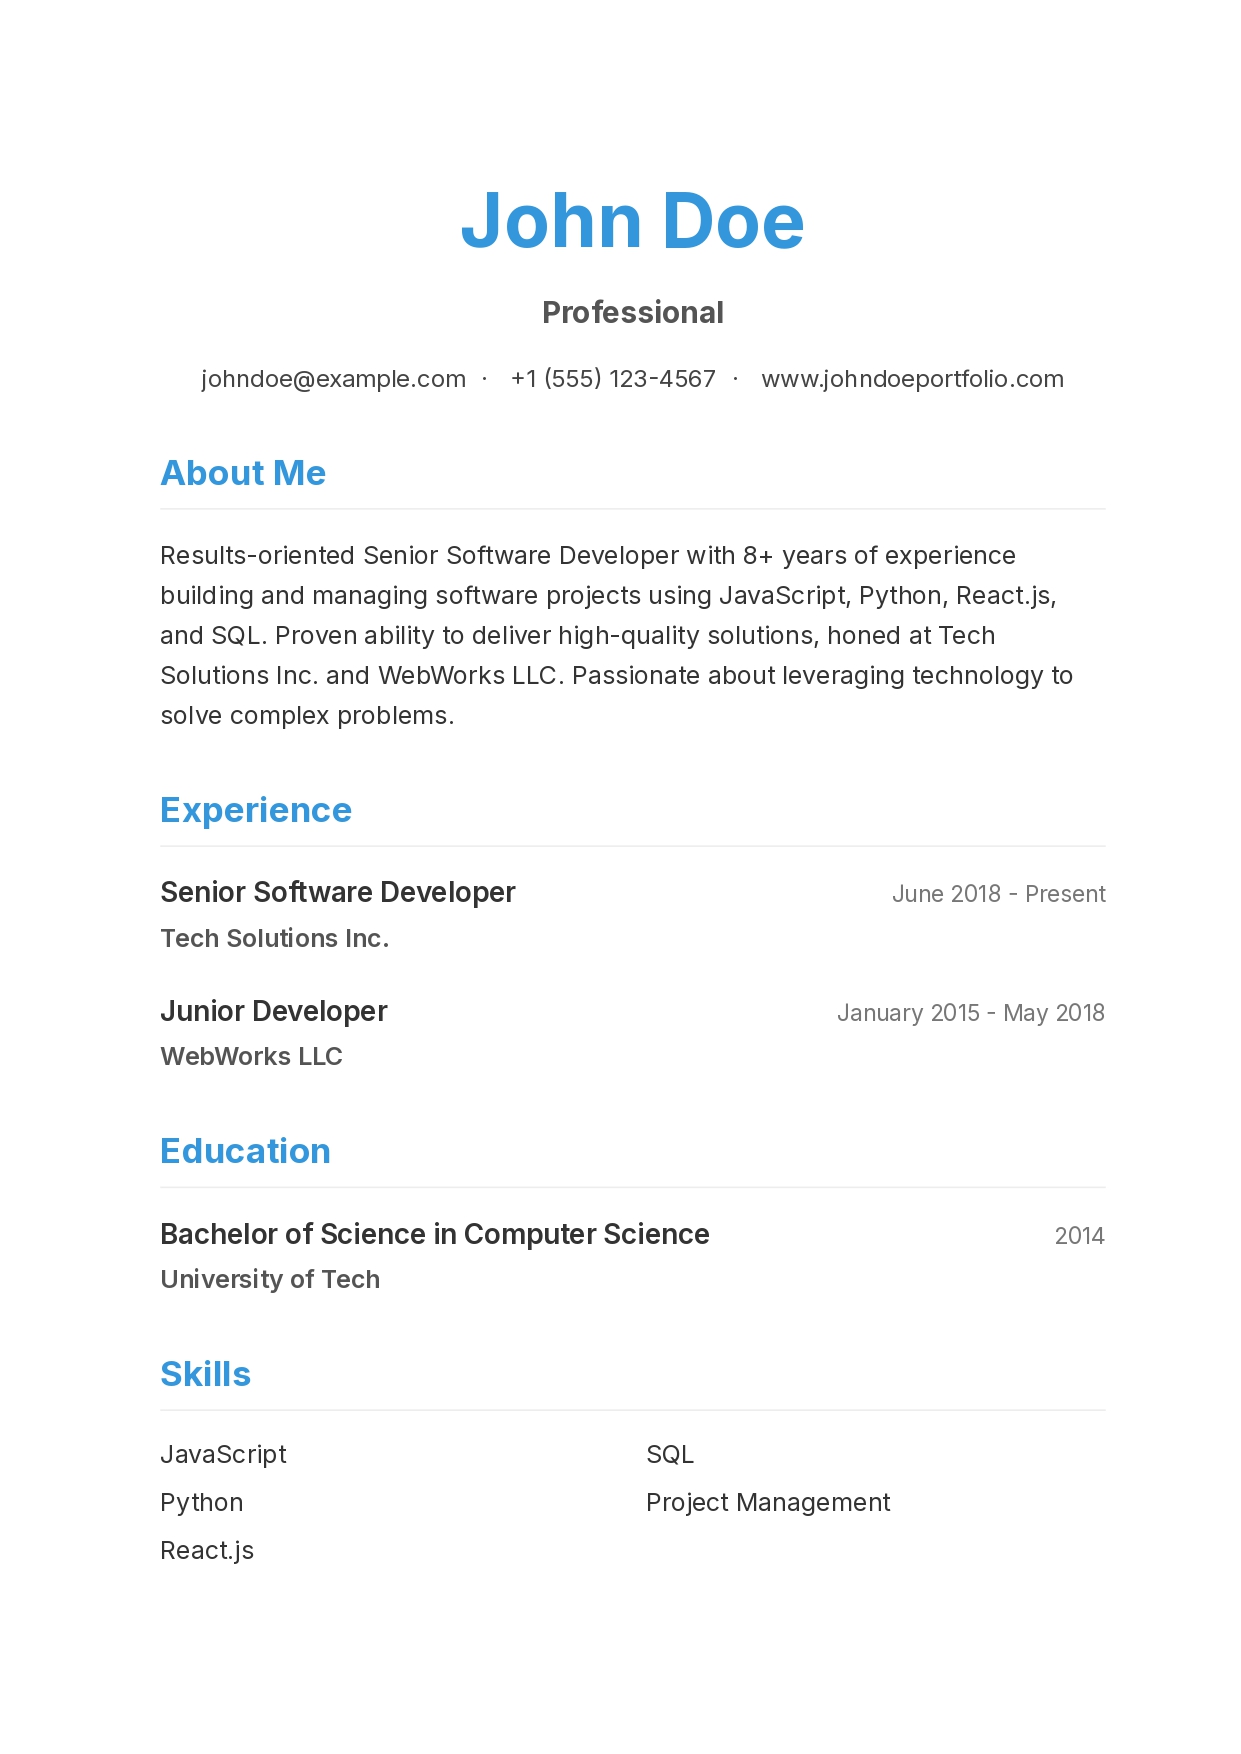 John Doe
Professional
johndoe@example.com · +1 (555) 123-4567 · www.johndoeportfolio.com
About Me
Results-oriented Senior Software Developer with 8+ years of experience
building and managing software projects using JavaScript, Python, React.js,
and SQL. Proven ability to deliver high-quality solutions, honed at Tech
Solutions Inc. and WebWorks LLC. Passionate about leveraging technology to
solve complex problems.
Experience
Senior Software Developer June 2018 - Present
Tech Solutions Inc.
Junior Developer January 2015 - May 2018
WebWorks LLC
Education
Bachelor of Science in Computer Science 2014
University of Tech
Skills
JavaScript
Python
React.js
SQL
Project Management